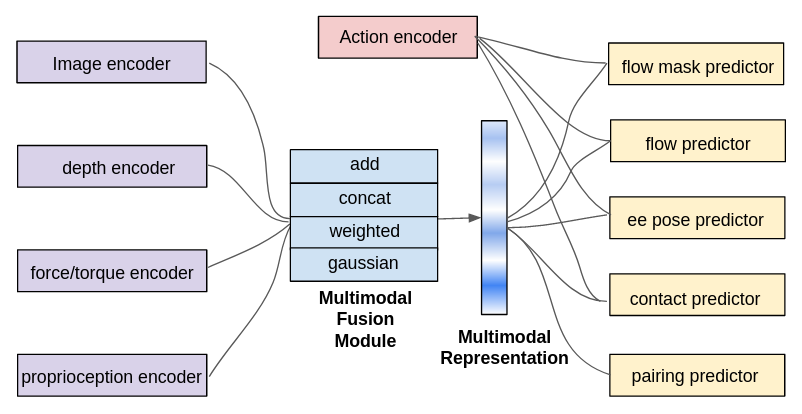 Action encoder
Image encoder
depth encoder
force/torque encoder
proprioception encoder
add
concat
weighted
gaussian
Multimodal
Fusion
Module
Multimodal
Representation
flow mask predictor
flow predictor
ee pose predictor
contact predictor
pairing predictor